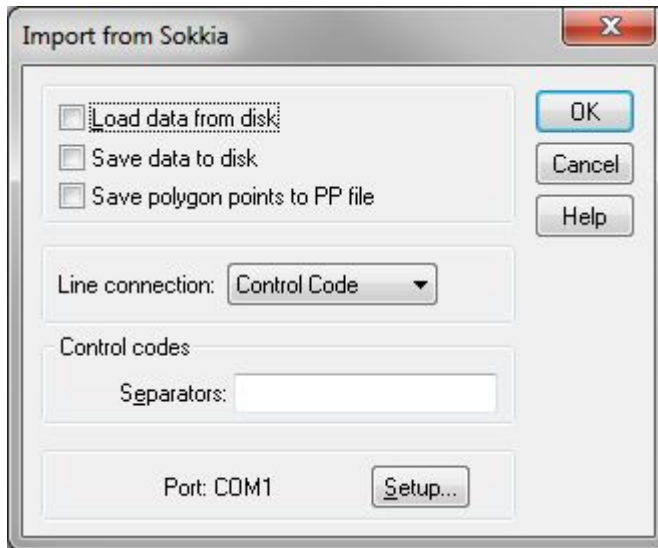 Import from Sokkia
Load data from disk
Save data to disk
Save polygon points to PP file
OK
Cancel
Help
Line connection: Control Code
Control codes
Separators:
Port: COM1 Setup...